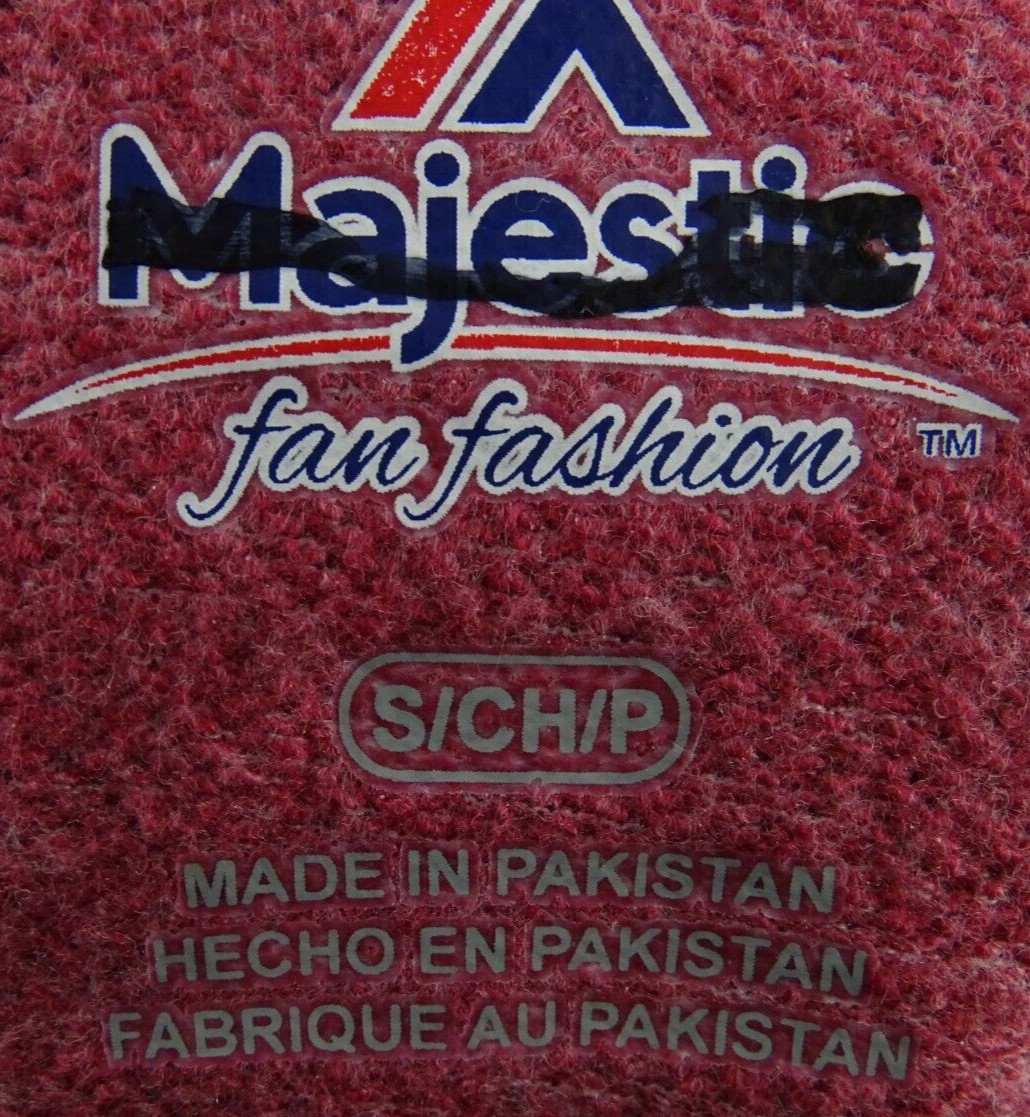 Majestic
fan fashion TM
S/CH/P
MADE IN PAKISTAN
HECHO EN PAKISTAN
FABRIQUE AU PAKISTAN